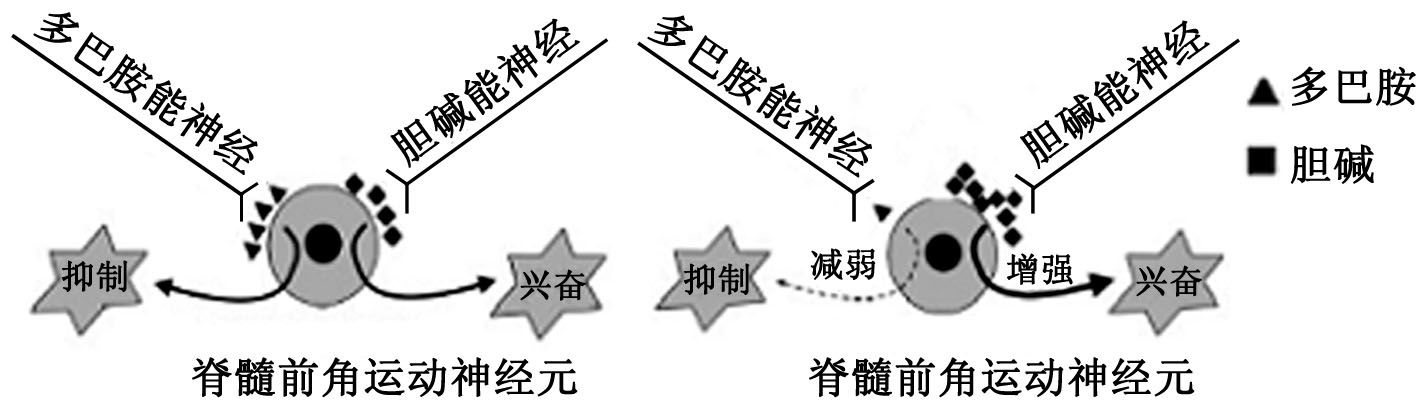 多巴胺能神经
胆碱能神经
抑制
兴奋
脊髓前角运动神经元
多巴胺能神经
胆碱能神经
减弱
增强
抑制
兴奋
脊髓前角运动神经元
多巴胺
胆碱